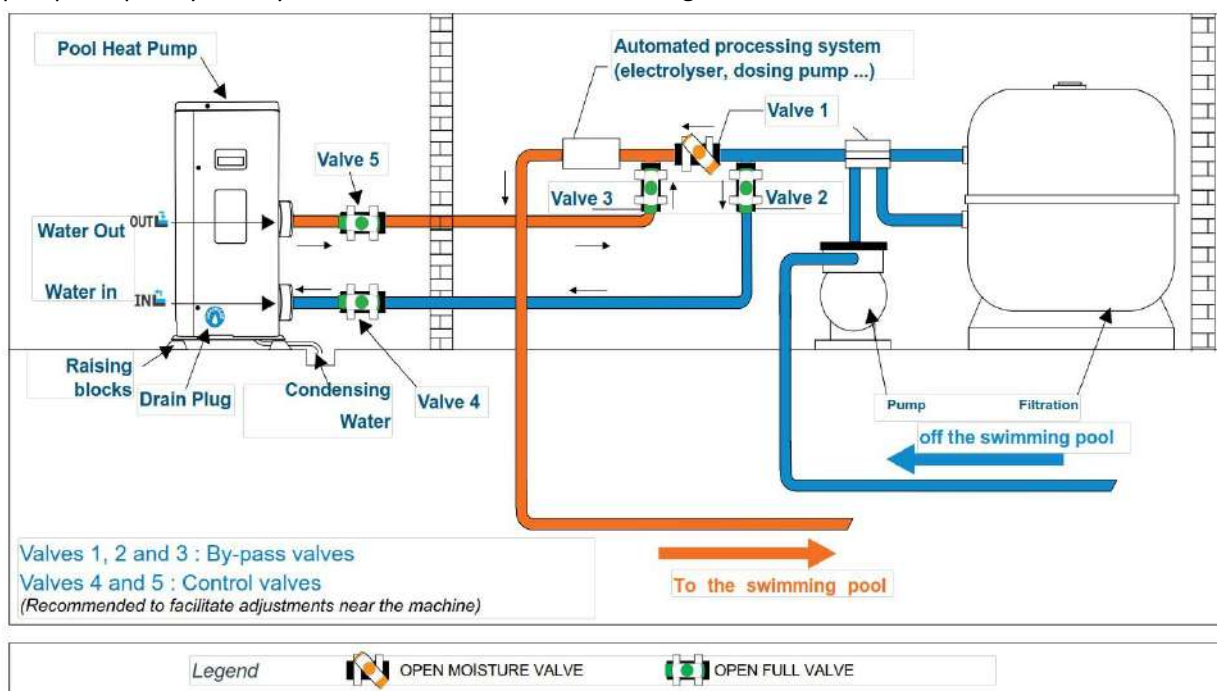 Pool Heat Pump
Automated processing system
(electrolyser, dosing pump ...)
Valve 1
Valve 5
Valve 3
Valve 2
Water Out
OUT
Water in
IN
Raising
blocks
Drain Plug
Condensing
Water
Valve 4
Pump
Filtration
off the swimming pool
To the swimming pool
Valves 1, 2 and 3 : By-pass valves
Valves 4 and 5 : Control valves
(Recommended to facilitate adjustments near the machine)
Legend
OPEN MOISTURE VALVE
OPEN FULL VALVE